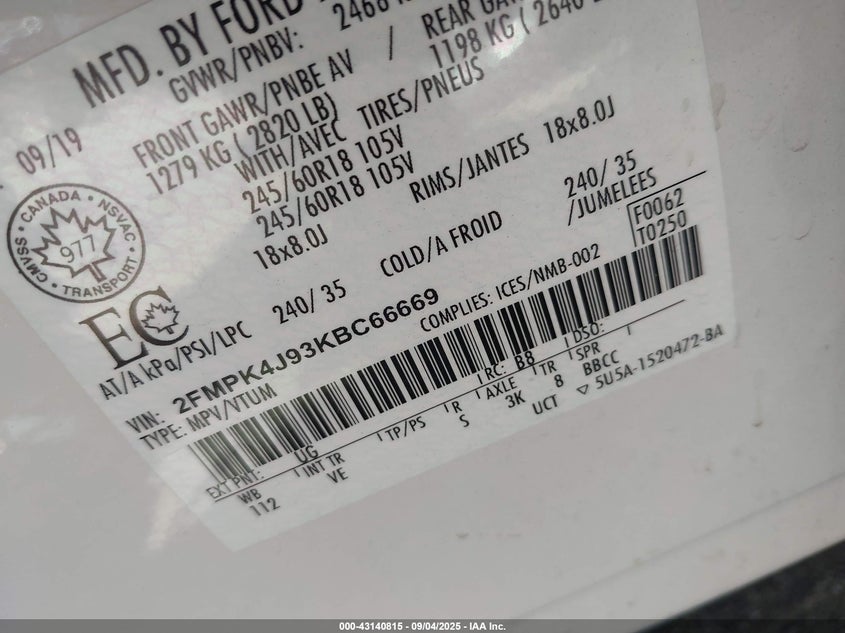 MFD. BY FORD
GVWR/PNBV:
09/19
FRONT GAWR/PNBE AV / REAR
1279 KG ( 2820 LB) 1198 KG (
WITH/AVEC TIRES/PNEUS
245/60R18 105V
245/60R18 105V
RIMS/JANTES 18x8.0J
18x8.0J
CANADA
NSVAC
CMVSS
977
TRANSPORT
240/ 35
/JUMELEES
F0062
T0250
COLD/A FROID
EC
AT/A kPa/PSI/LPC 240/ 35
COMPLIES: ICES/NMB-002
VIN: 2FMPK4J93KBC66669
TYPE: MPV/VTUM
EXT PNT: UG RC: B8 DSO:
WB INT TR TP/PS R AXLE TR SPR
112 VE S 3K 8 BBCC
UCT ▽ 5U5A-1520472-BA
000-43140815 - 09/04/2025 - IAA Inc.